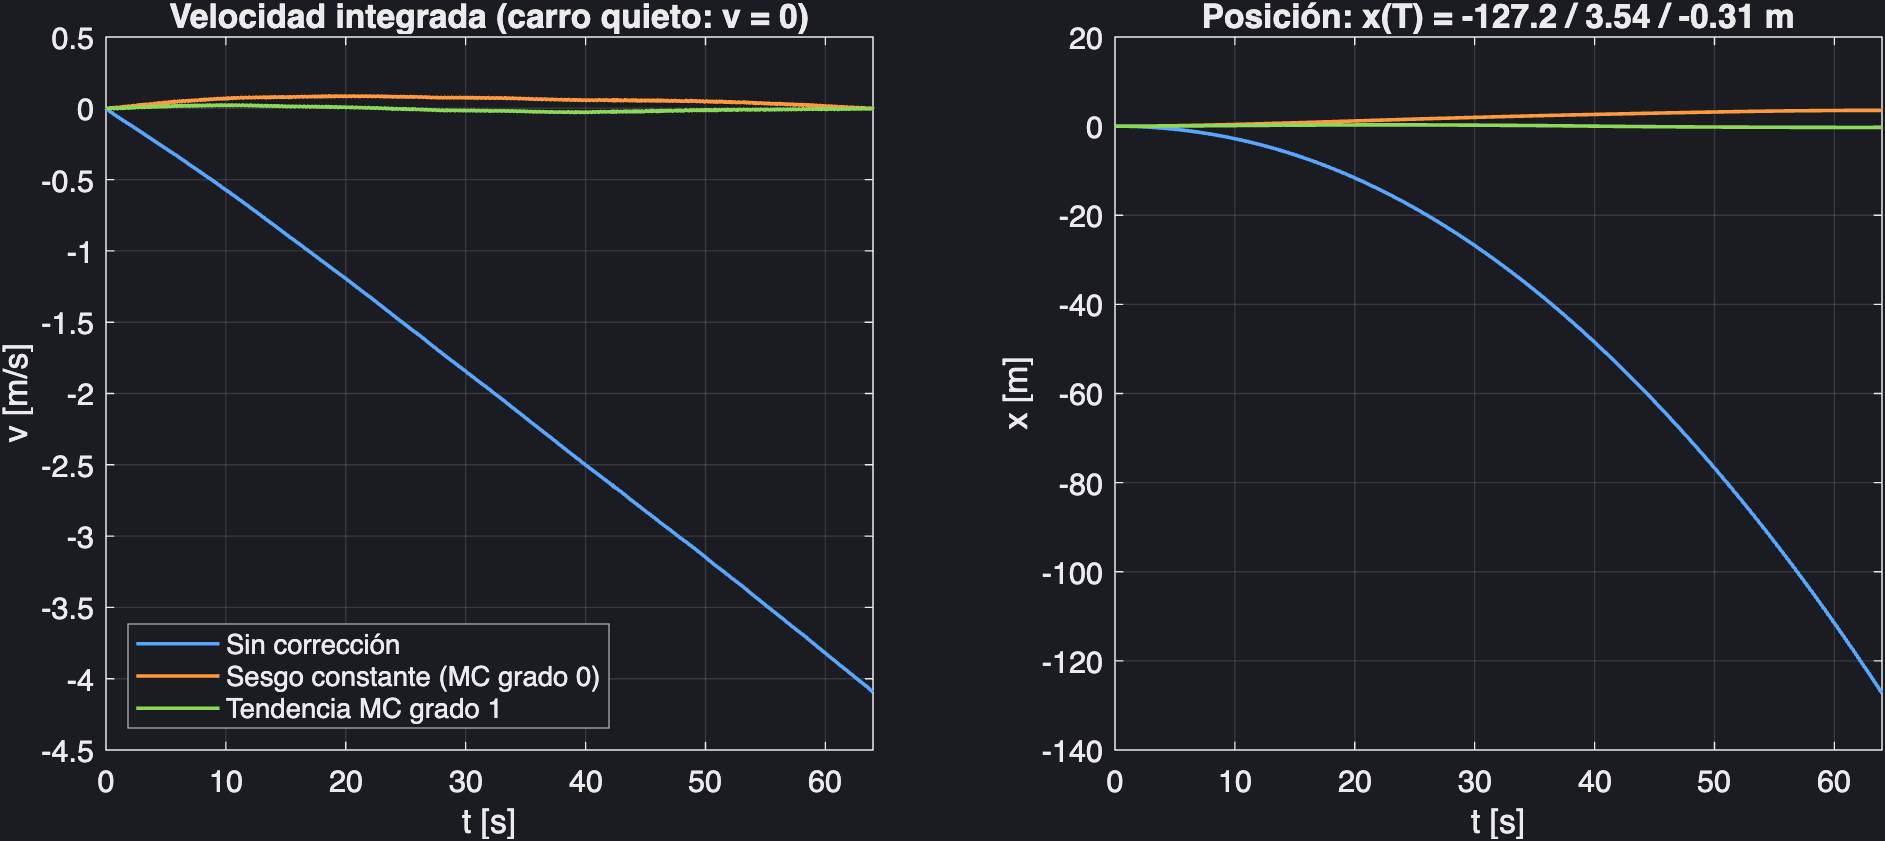 Velocidad integrada (carro quieto: v = 0)
0.5
0
-0.5
-1
-1.5
-2
-2.5
-3
-3.5
-4
-4.5
v [m/s]
Sin corrección
Sesgo constante (MC grado 0)
Tendencia MC grado 1
0 10 20 30 40 50 60
t [s]
Posición: x(T) = -127.2 / 3.54 / -0.31 m
20
0
-20
-40
-60
-80
-100
-120
-140
x [m]
0 10 20 30 40 50 60
t [s]